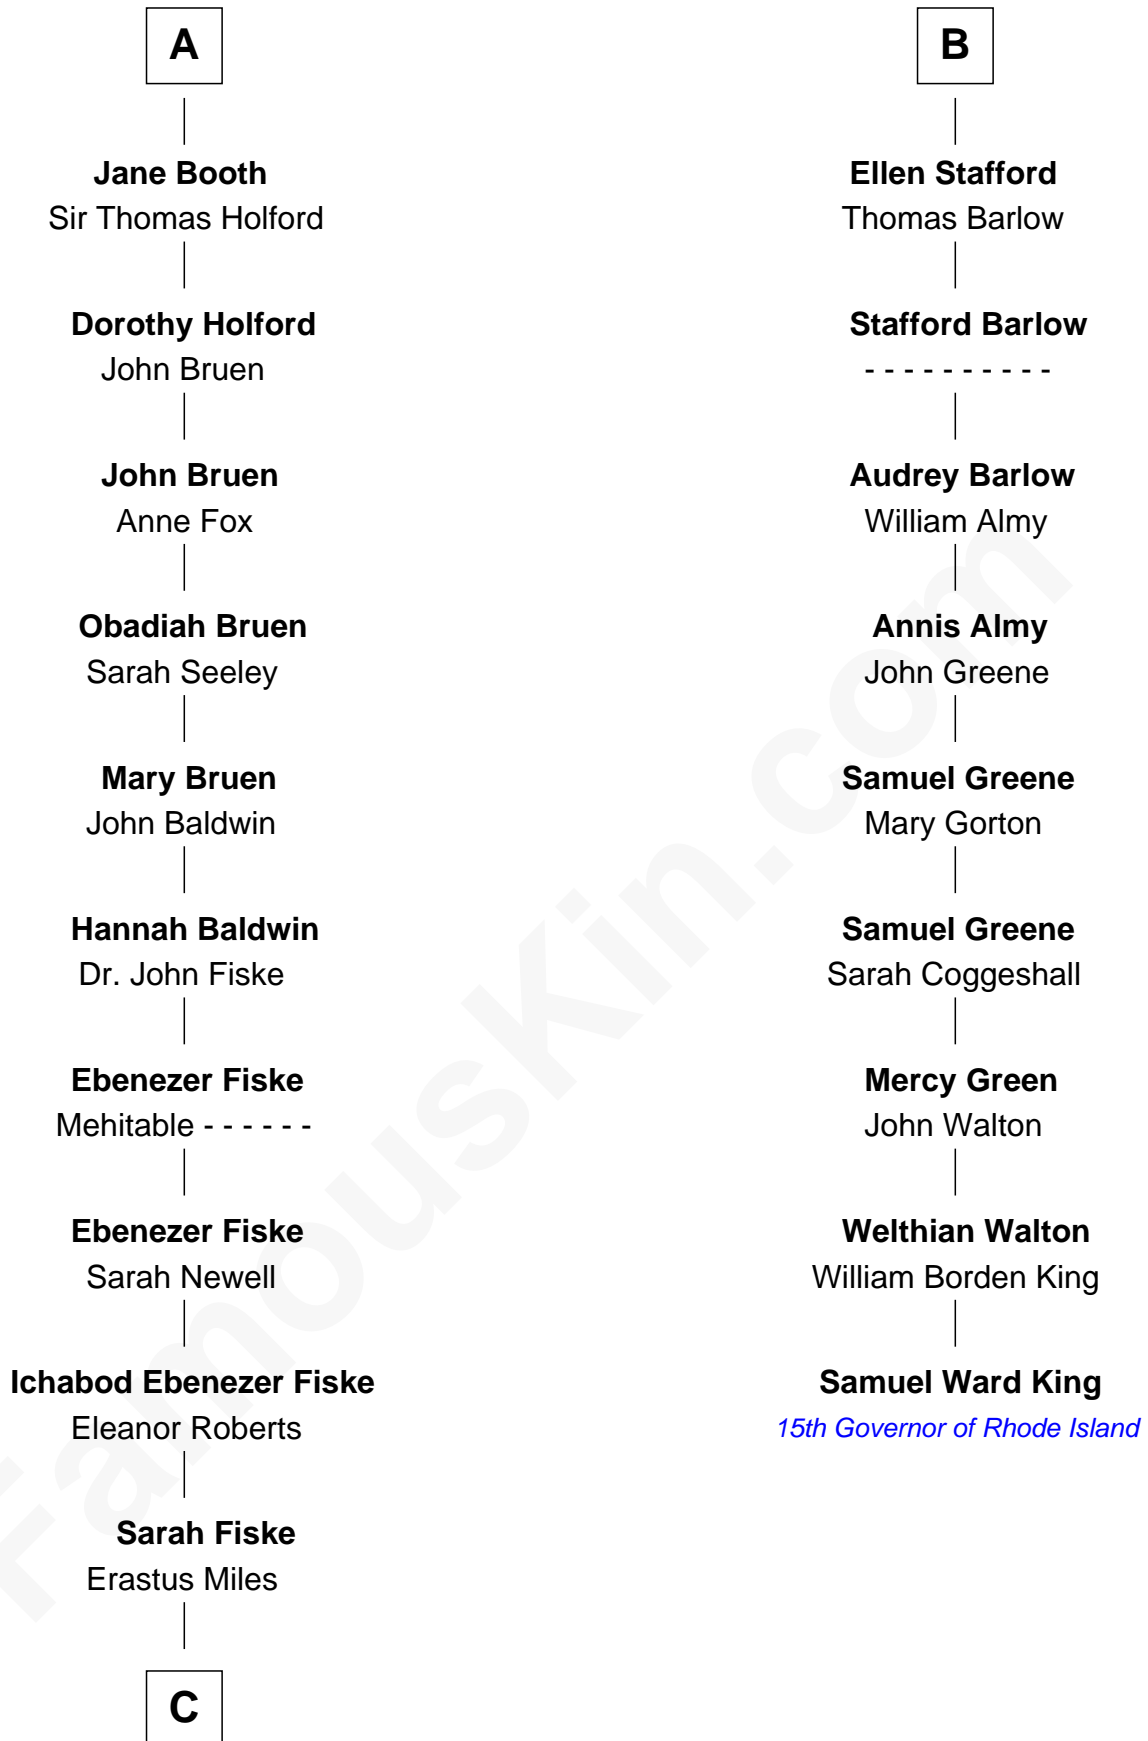 A
Jane Booth
Sir Thomas Holford
Dorothy Holford
John Bruen
John Bruen
Anne Fox
Obadiah Bruen
Sarah Seeley
Mary Bruen
John Baldwin
Hannah Baldwin
Dr. John Fiske
Ebenezer Fiske
Mehitable - - - - - -
Ebenezer Fiske
Sarah Newell
Ichabod Ebenezer Fiske
Eleanor Roberts
Sarah Fiske
Erastus Miles
C
B
Ellen Stafford
Thomas Barlow
Stafford Barlow
- - - - - - - - - -
Audrey Barlow
William Almy
Annis Almy
John Greene
Samuel Greene
Mary Gorton
Samuel Greene
Sarah Coggeshall
Mercy Green
John Walton
Welthian Walton
William Borden King
Samuel Ward King
15th Governor of Rhode Island
FamousKin.com